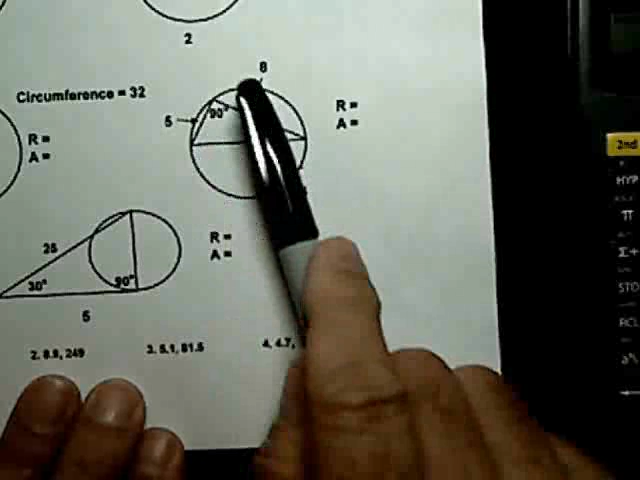 2
8
Circumference = 32
5
90°
R =
A =
R =
A =
25
30°
90°
5
R =
A =
2. 8.9, 249
3. 5.1, 81.5
4. 4.7,
2nd
HYP
π
Σ+
STO
RCL